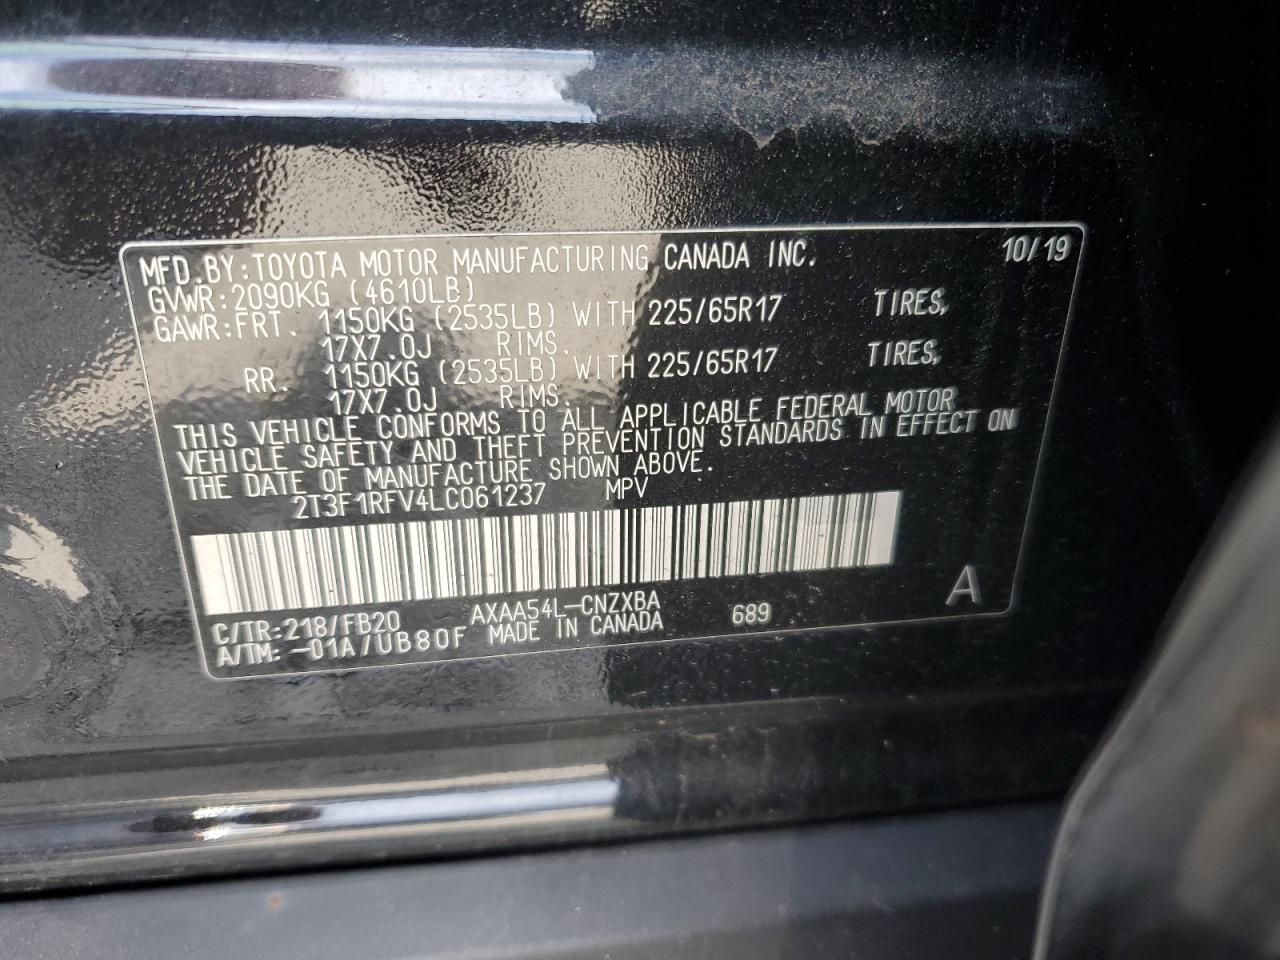 MFD.BY:TOYOTA MOTOR MANUFACTURING CANADA INC. 10/19
GVWR:2090KG (4610LB)
GAWR:FRT. 1150KG (2535LB) WITH 225/65R17 TIRES,
17X7.0J RIMS.
RR. 1150KG (2535LB) WITH 225/65R17 TIRES,
17X7.0J RIMS.
THIS VEHICLE CONFORMS TO ALL APPLICABLE FEDERAL MOTOR
VEHICLE SAFETY AND THEFT PREVENTION STANDARDS IN EFFECT ON
THE DATE OF MANUFACTURE SHOWN ABOVE.
2T3F1RFV4LC061237 MPV
C/TR:218/FB20 AXAA54L-CNZXBA 689 A
A/TM:-01A/UB80F MADE IN CANADA